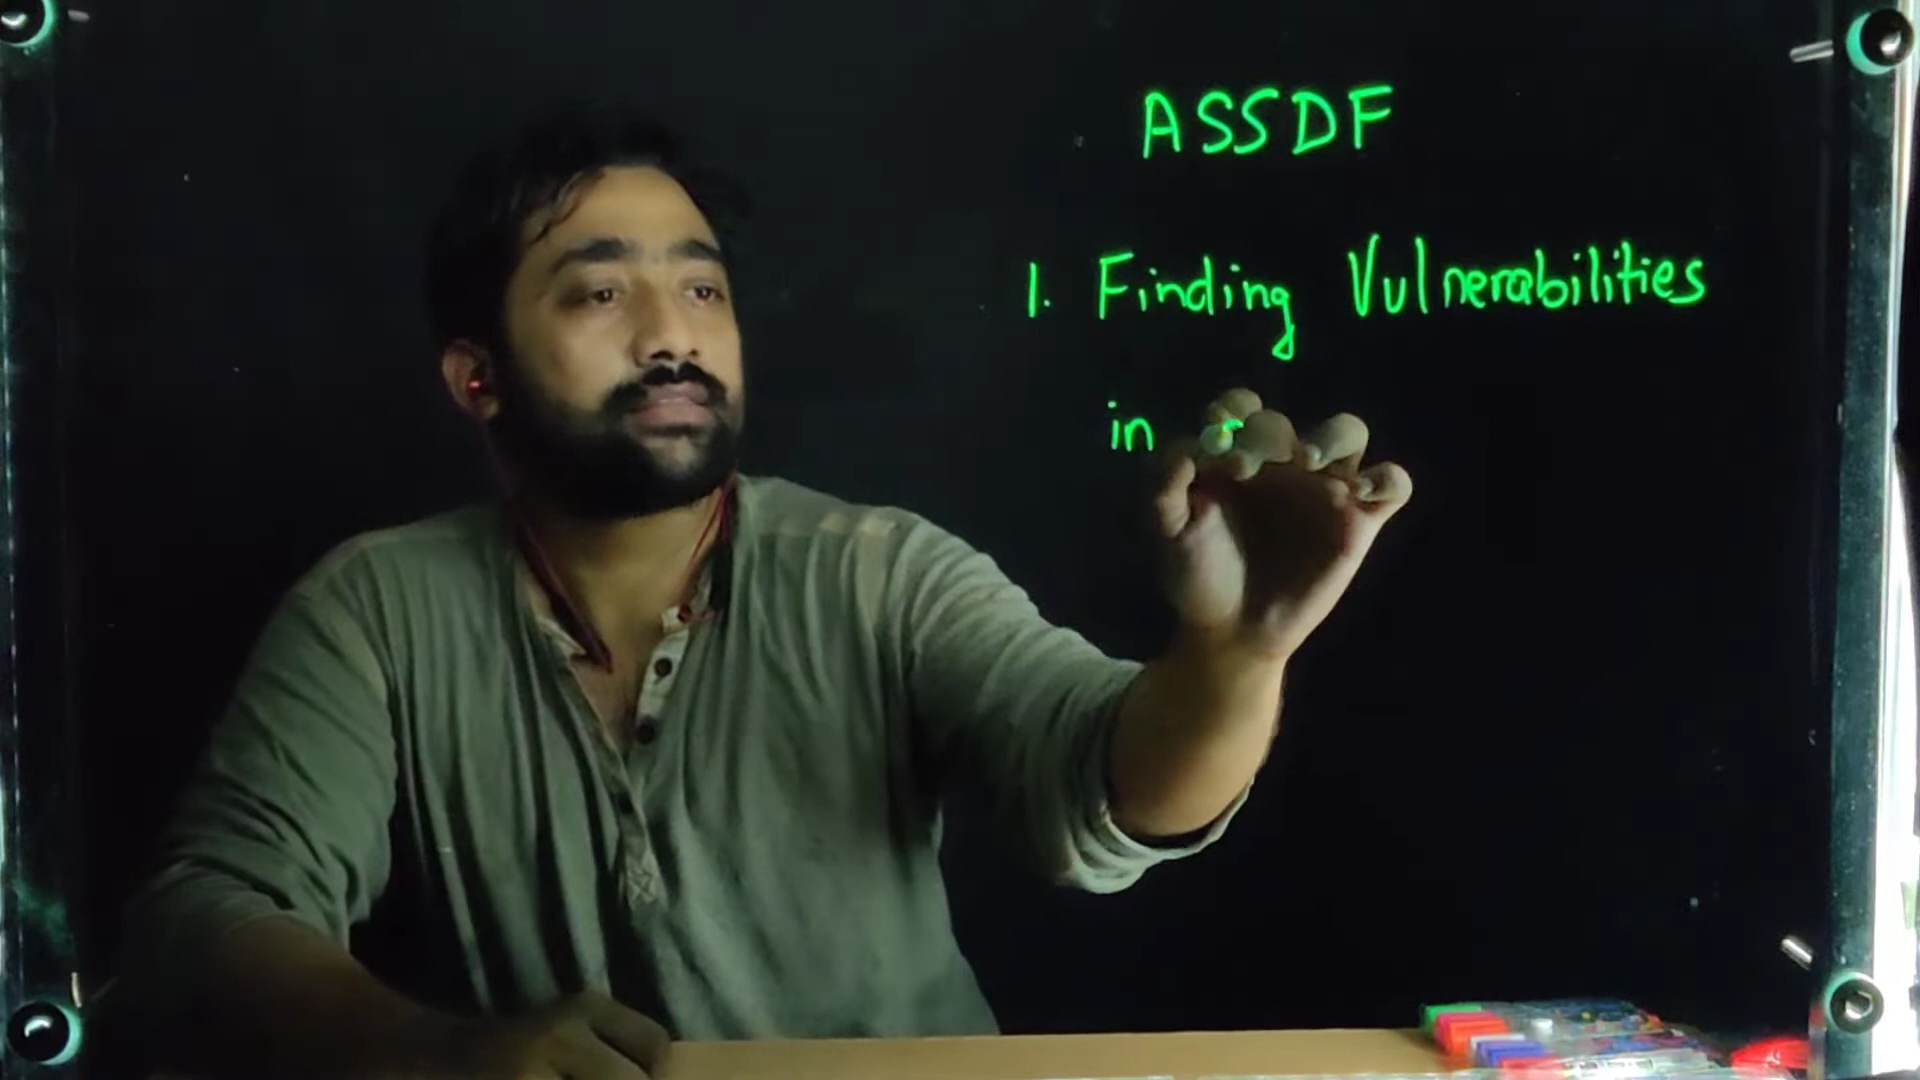 ASSDF
1. Finding Vulnerabilities
in